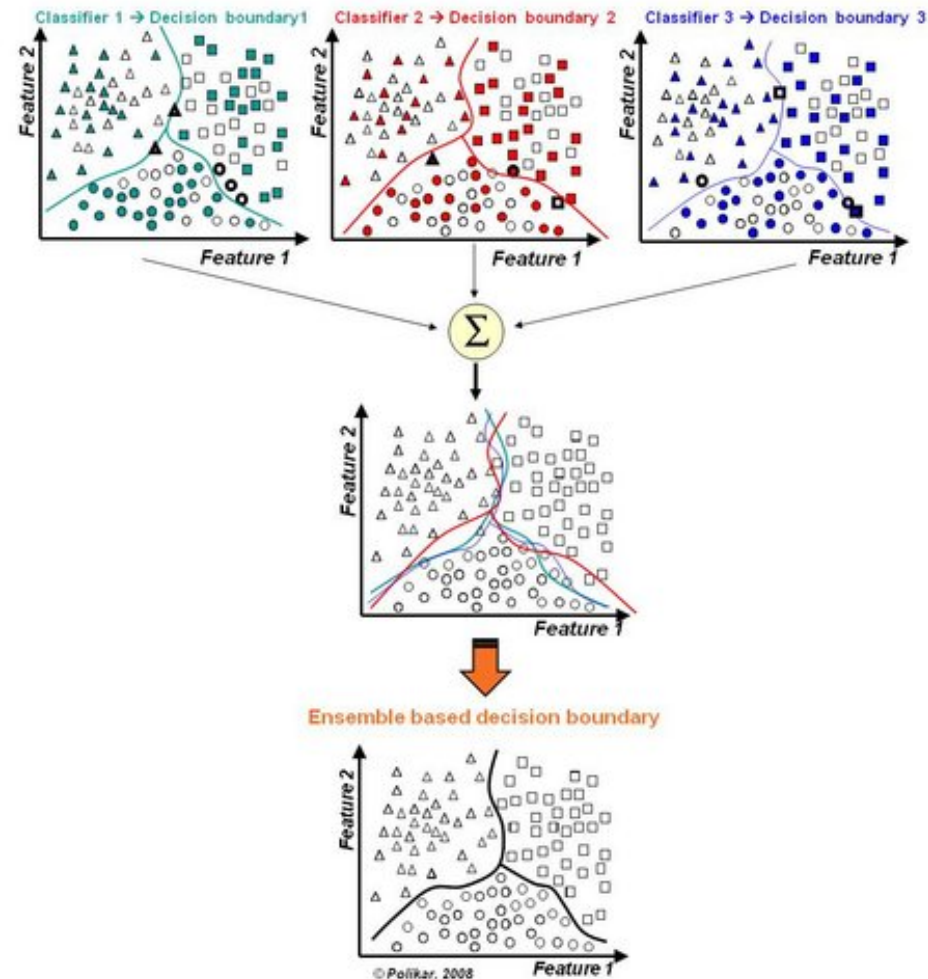 Classifier 1 → Decision boundary1
Classifier 2 → Decision boundary 2
Classifier 3 → Decision boundary 3
Feature 2
Feature 1
Feature 2
Feature 1
Feature 2
Feature 1
Σ
Feature 2
Feature 1
Ensemble based decision boundary
Feature 2
Feature 1
© Polikar, 2008